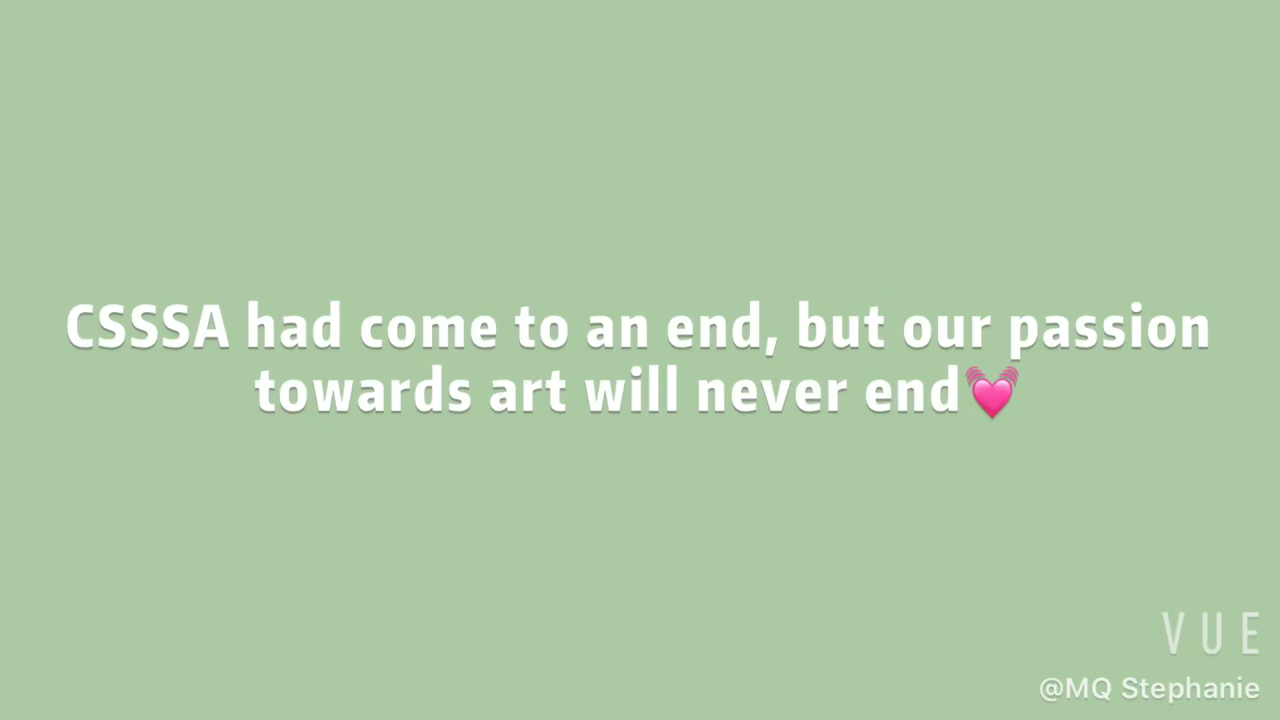 CSSSA had come to an end, but our passion
towards art will never end💓
VUE
@MQ Stephanie